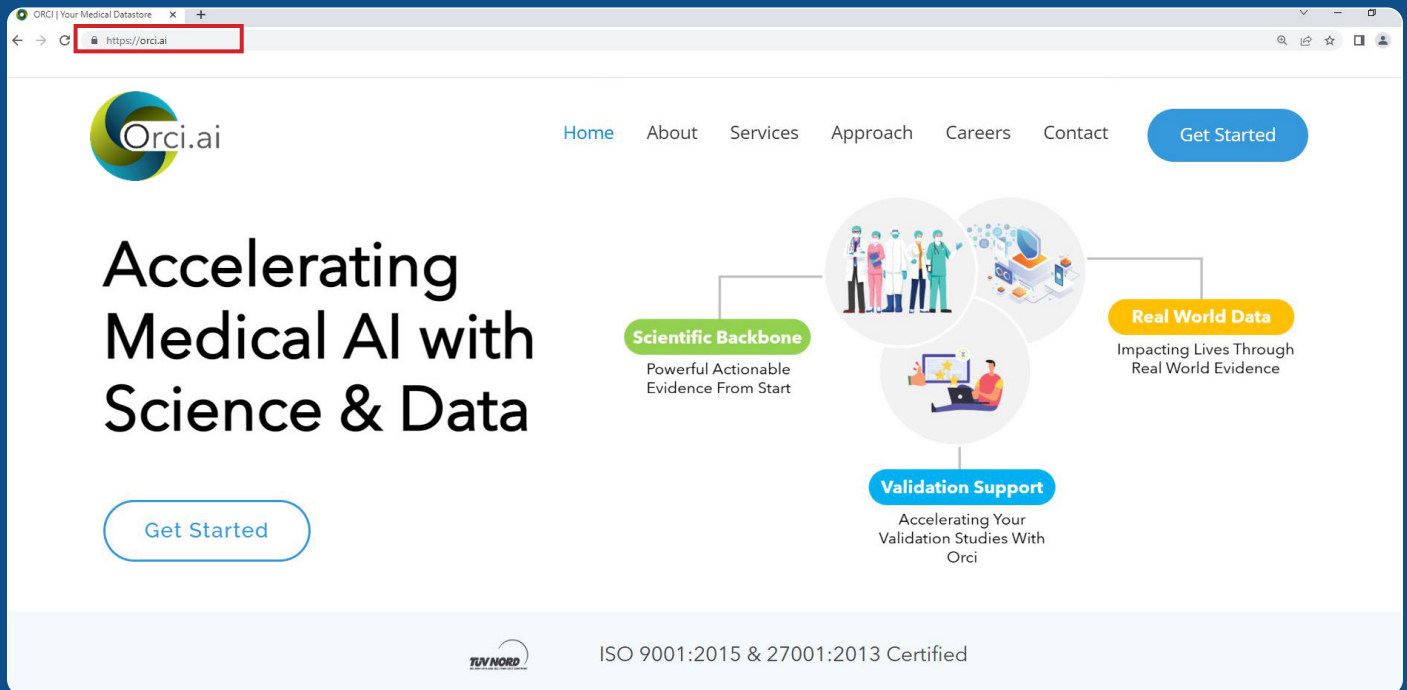 ORCI | Your Medical Datastore
https://orci.ai
Orci.ai
Home About Services Approach Careers Contact Get Started
Accelerating
Medical AI with
Science & Data
Get Started
Scientific Backbone
Powerful Actionable
Evidence From Start
Real World Data
Impacting Lives Through
Real World Evidence
Validation Support
Accelerating Your
Validation Studies With
Orci
TUV NORD
ISO 9001:2015 & 27001:2013 Certified